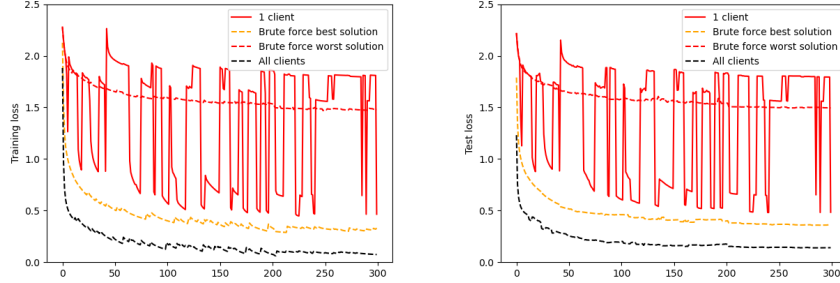 2.5
2.0
1.5
1.0
0.5
0.0
Training loss
0
50
100
150
200
250
300
1 client
Brute force best solution
Brute force worst solution
All clients
2.5
2.0
1.5
1.0
0.5
0.0
Test loss
0
50
100
150
200
250
300
1 client
Brute force best solution
Brute force worst solution
All clients